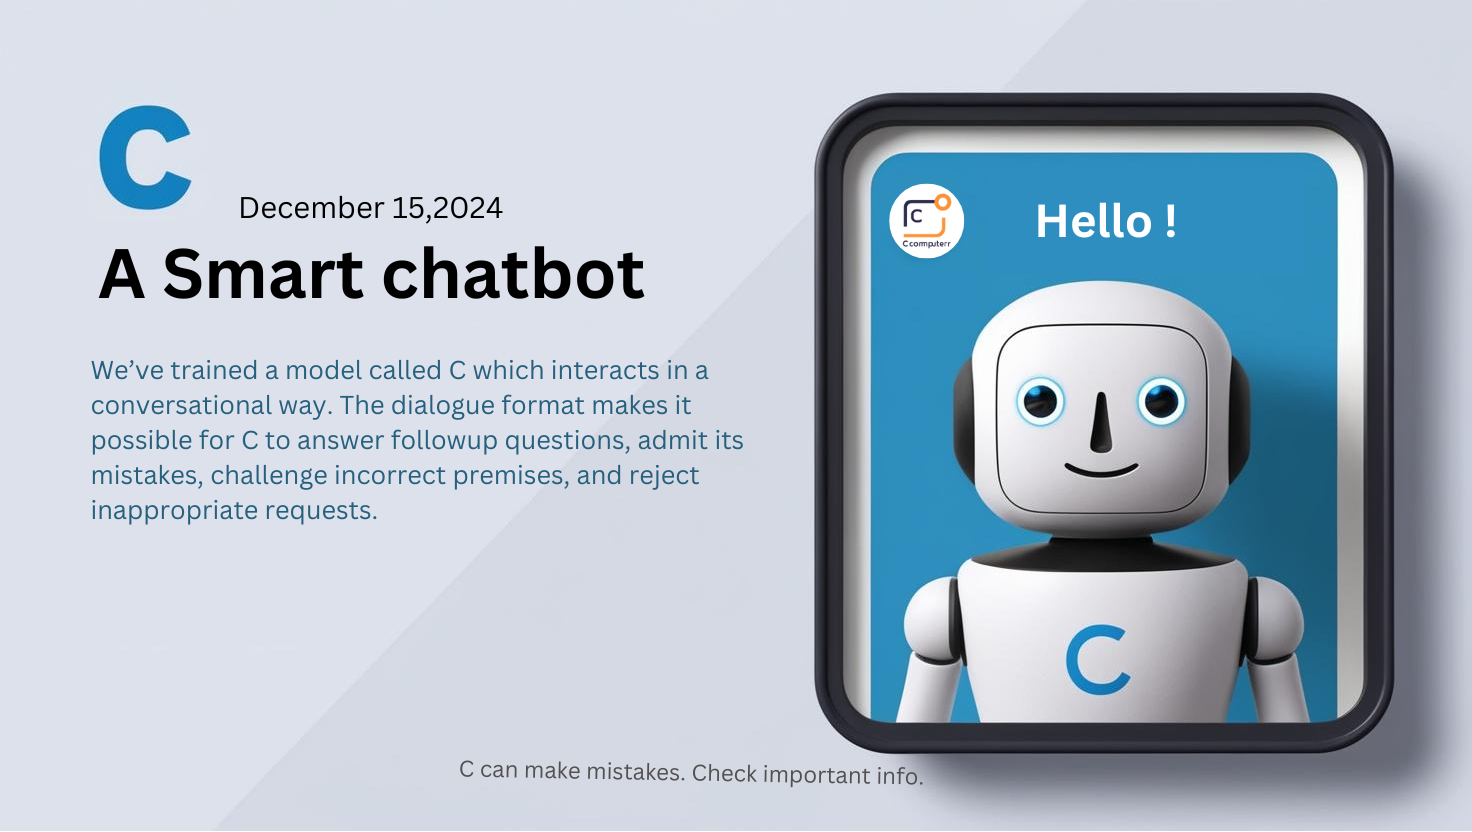 C
December 15,2024
A Smart chatbot
We’ve trained a model called C which interacts in a
conversational way. The dialogue format makes it
possible for C to answer followup questions, admit its
mistakes, challenge incorrect premises, and reject
inappropriate requests.
Hello !
C
C computerr
C
C can make mistakes. Check important info.